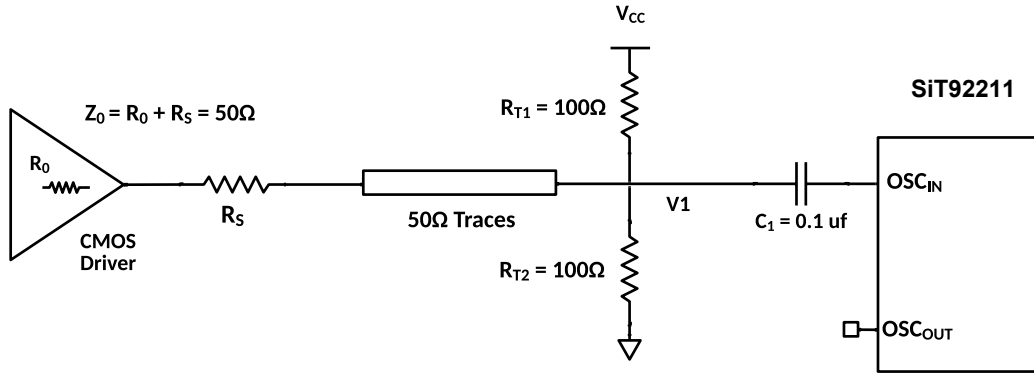 V_CC
SiT92211
Z₀ = R₀ + R_S = 50Ω
R_T1 = 100Ω
R₀
OSC_IN
R_S
50Ω Traces
V1
C₁ = 0.1 uf
CMOS
Driver
R_T2 = 100Ω
OSC_OUT